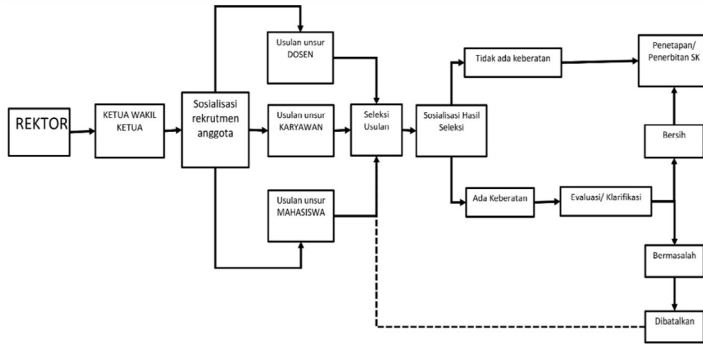 REKTOR
KETUA WAKIL
KETUA
Sosialisasi
rekrutmen
anggota
Usulan unsur
DOSEN
Usulan unsur
KARYAWAN
Usulan unsur
MAHASISWA
Seleksi
Usulan
Sosialisasi Hasil
Seleksi
Tidak ada keberatan
Ada Keberatan
Evaluasi/ Klarifikasi
Penetapan/
Penerbitan SK
Bersih
Bermasalah
Dibatalkan